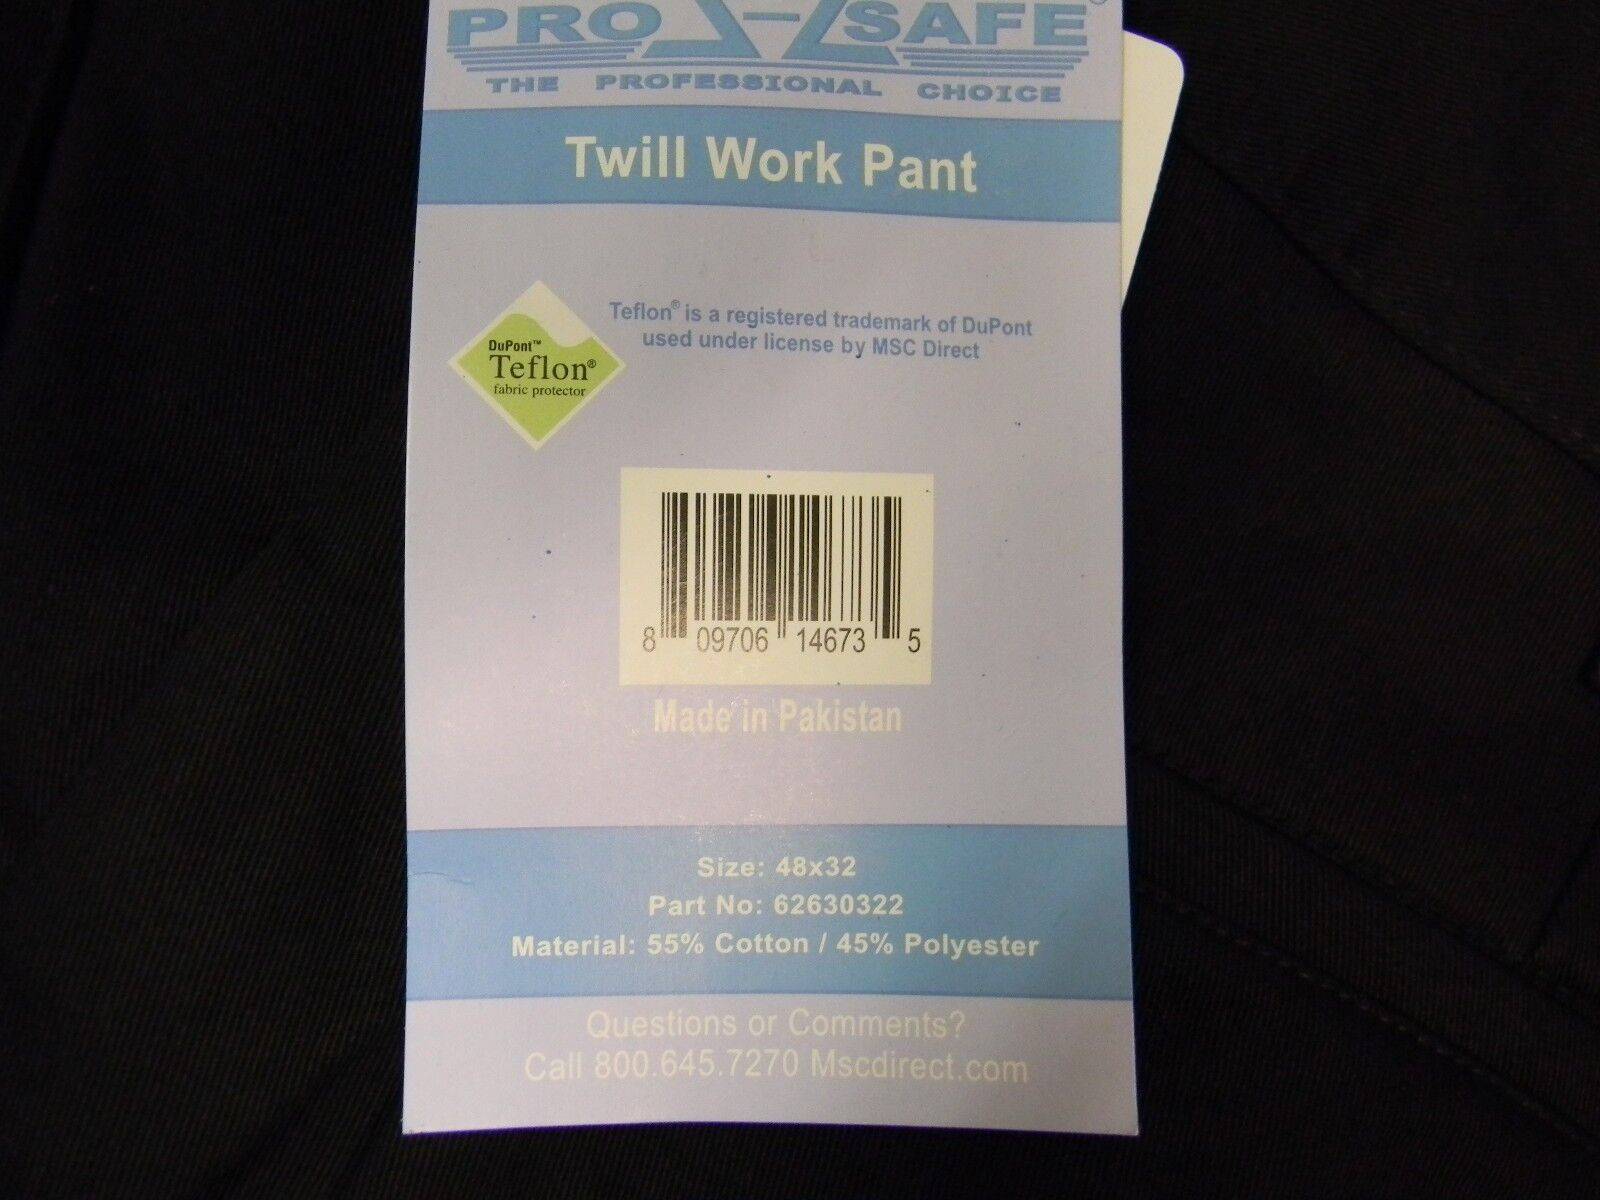 PRO-SAFE®
THE PROFESSIONAL CHOICE
Twill Work Pant
Teflon® is a registered trademark of DuPont
used under license by MSC Direct
DuPont™
Teflon®
fabric protector
8 09706 14673 5
Made in Pakistan
Size: 48x32
Part No: 62630322
Material: 55% Cotton / 45% Polyester
Questions or Comments?
Call 800.645.7270 Mscdirect.com